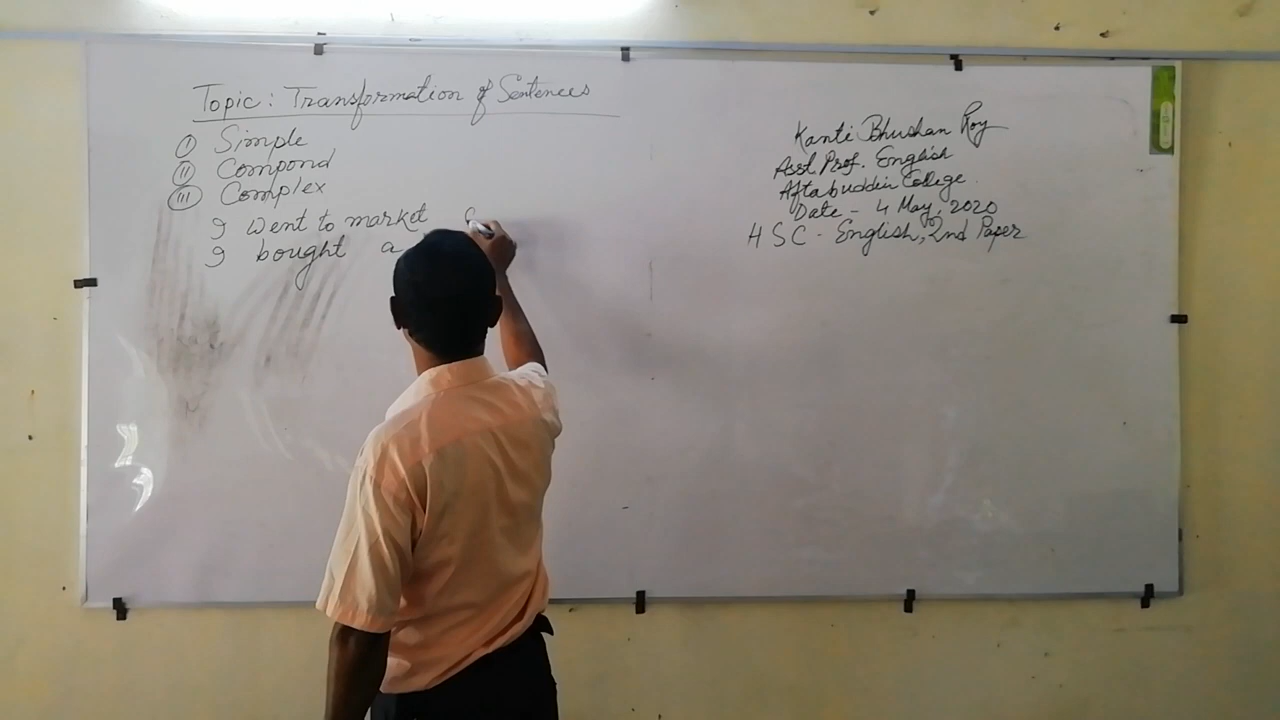 Topic: Transformation of Sentences
I Simple
II Compond
III Complex
I went to market
I bought a
Kanti Bhushan Roy
Asst. Prof. English
Aftabuddin College.
Date - 4 May, 2020
HSC - English, 2nd Paper